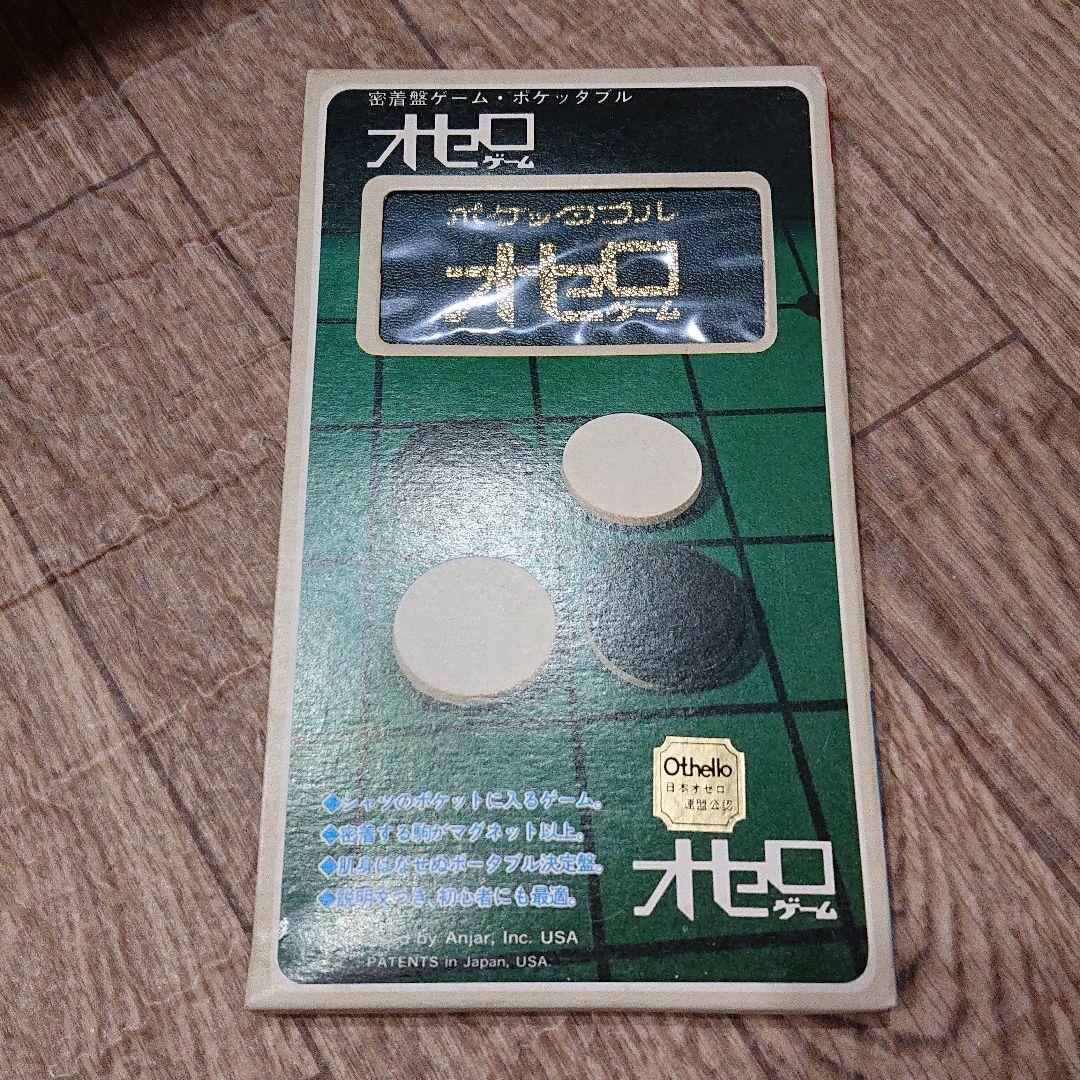 密着盤ゲーム・ポケッタブル
オセロ
ゲーム
ポケッタブル
オセロ
ゲーム
Othello
日本オセロ
連盟公認
◆シャツのポケットに入るゲーム。
◆密着する駒がマグネット以上。
◆肌身はなせぬポータブル決定盤。
◆説明文つき、初心者にも最適。
オセロ
ゲーム
by Anjar, Inc. USA
PATENTS in Japan, USA.